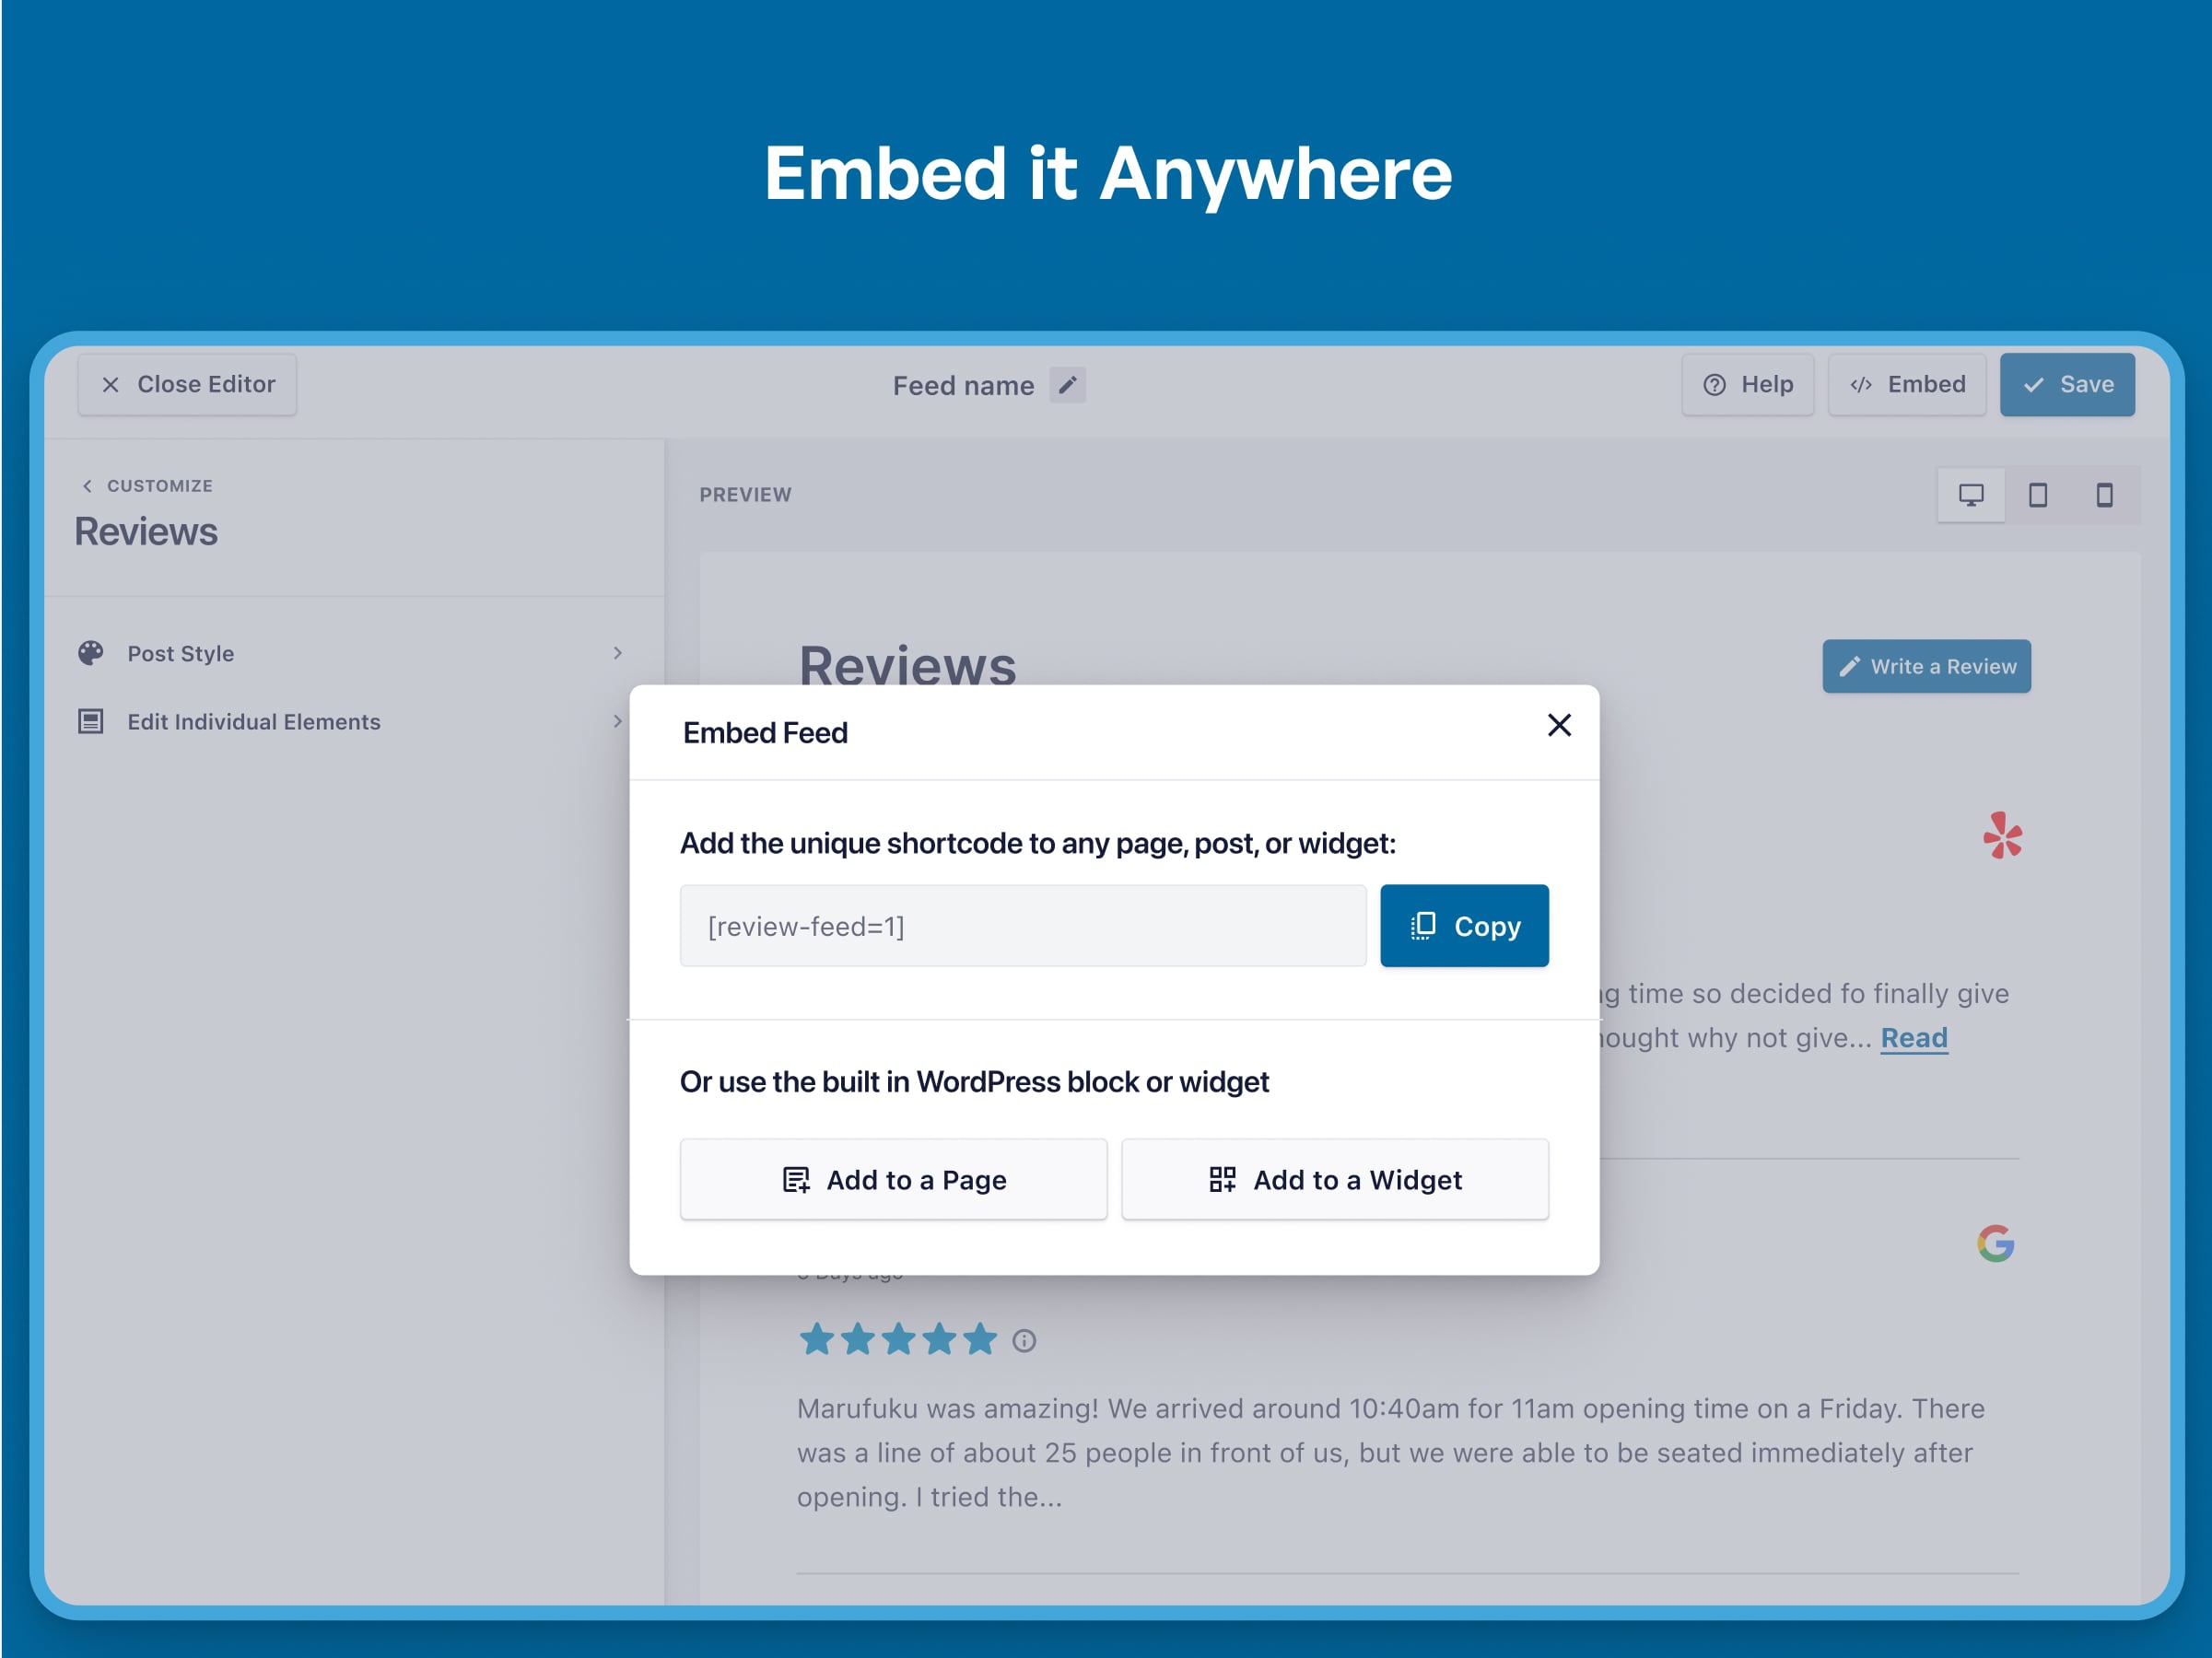 Embed it Anywhere
Close Editor
Feed name
Help
Embed
Save
CUSTOMIZE
Reviews
Post Style
Edit Individual Elements
PREVIEW
Reviews
Write a Review
Embed Feed
Add the unique shortcode to any page, post, or widget:
[review-feed=1]
Copy
time so decided fo finally give
why not give... Read
Or use the built in WordPress block or widget
Add to a Page
Add to a Widget
Days ago
Marufuku was amazing! We arrived around 10:40am for 11am opening time on a Friday. There
was a line of about 25 people in front of us, but we were able to be seated immediately after
opening. I tried the...